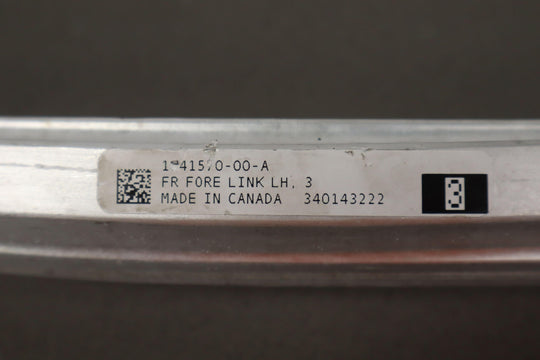 FR FORE LINK LH, 3
MADE IN CANADA 340143222
3